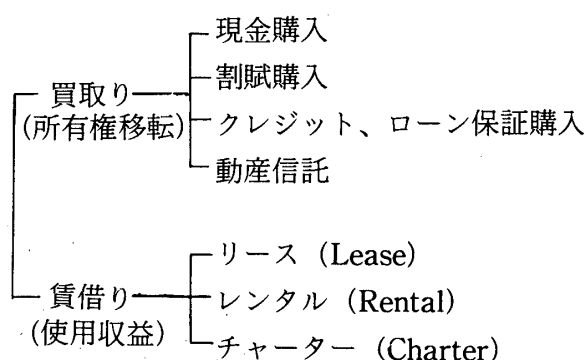 現金購入
割賦購入
買取り
(所有権移転)
クレジット、ローン保証購入
動産信託
リース (Lease)
賃借り
レンタル (Rental)
(使用収益)
チャーター (Charter)